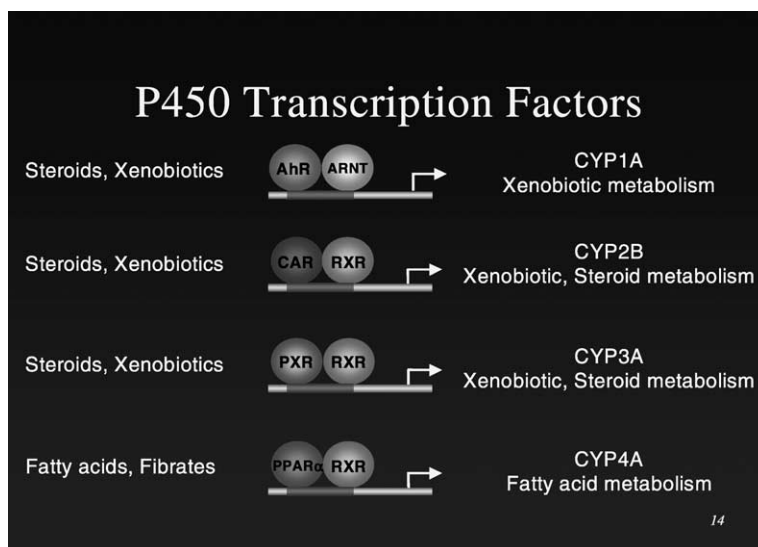 P450 Transcription Factors
Steroids, Xenobiotics
AhR ARNT
CYP1A
Xenobiotic metabolism
Steroids, Xenobiotics
CAR RXR
CYP2B
Xenobiotic, Steroid metabolism
Steroids, Xenobiotics
PXR RXR
CYP3A
Xenobiotic, Steroid metabolism
Fatty acids, Fibrates
PPARα RXR
CYP4A
Fatty acid metabolism
14